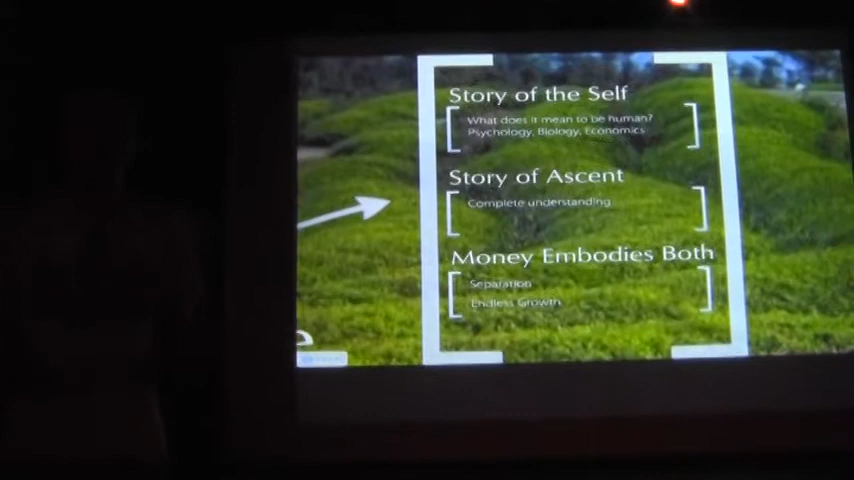 Story of the Self
What does it mean to be human?
Psychology, Biology, Economics
Story of Ascent
Complete understanding
Money Embodies Both
Separation
Endless Growth
e